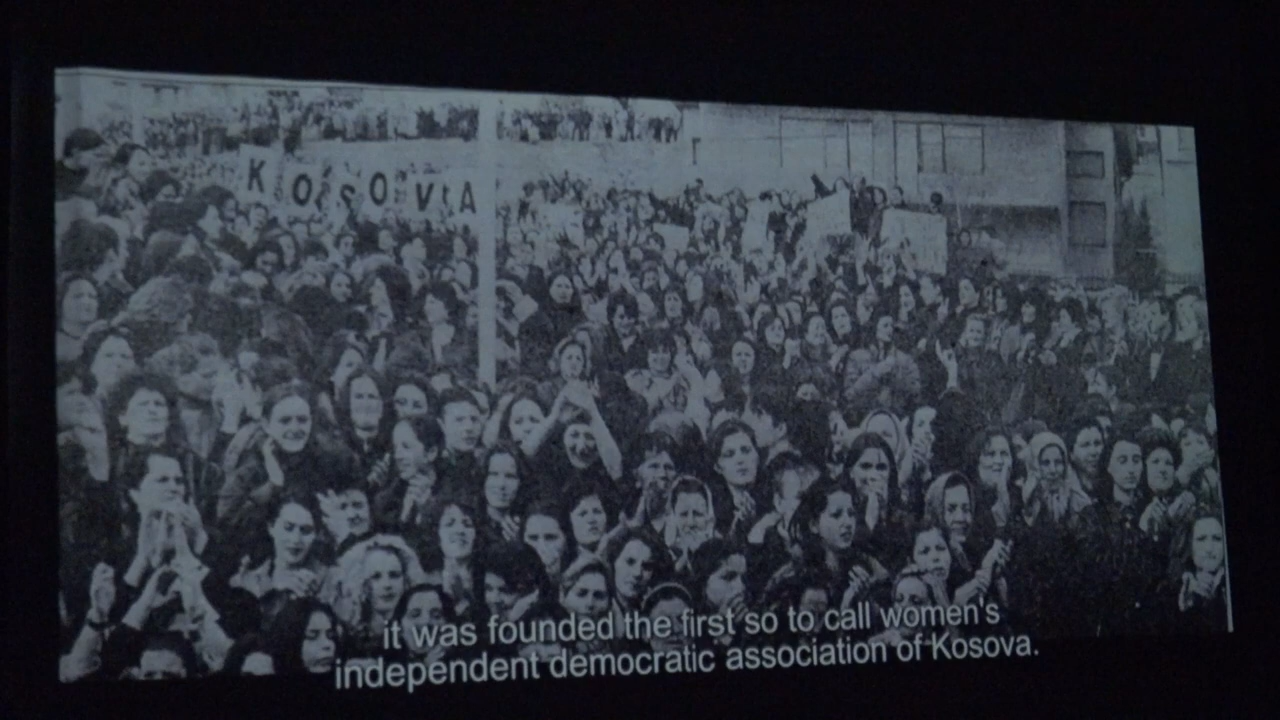 KOSOVA
it was founded the first so to call women's
independent democratic association of Kosova.